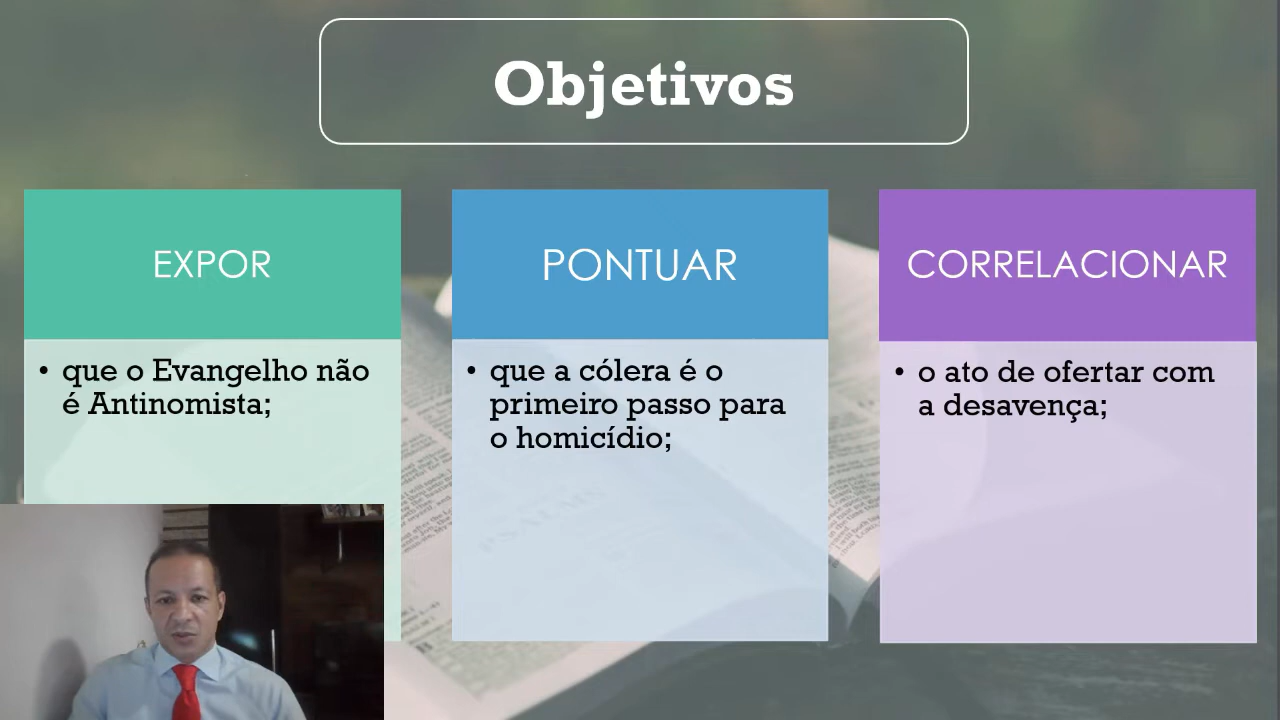 Objetivos
EXPOR
• que o Evangelho não
é Antinomista;
PONTUAR
• que a cólera é o
primeiro passo para
o homicídio;
CORRELACIONAR
• o ato de ofertar com
a desavença;